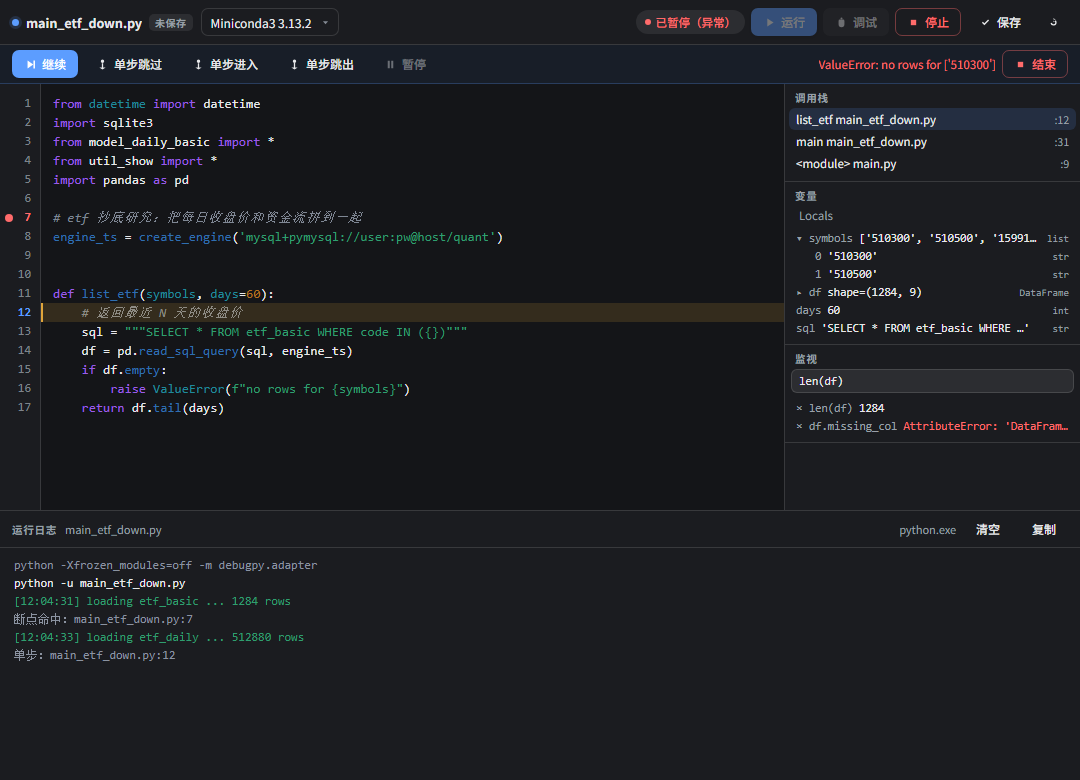 main_etf_down.py 未保存 Miniconda3 3.13.2 已暂停（异常） 运行 调试 停止 保存
继续 单步跳过 单步进入 单步跳出 暂停 ValueError: no rows for ['510300'] 结束
1 from datetime import datetime
2 import sqlite3
3 from model_daily_basic import *
4 from util_show import *
5 import pandas as pd
6
7 # etf 抄底研究：把每日收盘价和资金流拼到一起
8 engine_ts = create_engine('mysql+pymysql://user:pw@host/quant')
9
10
11 def list_etf(symbols, days=60):
12 # 返回最近 N 天的收盘价
13 sql = """SELECT * FROM etf_basic WHERE code IN ({})"""
14 df = pd.read_sql_query(sql, engine_ts)
15 if df.empty:
16 raise ValueError(f"no rows for {symbols}")
17 return df.tail(days)
调用栈
list_etf main_etf_down.py :12
main main_etf_down.py :31
<module> main.py :9
变量
Locals
symbols ['510300', '510500', '15991… list
0 '510300' str
1 '510500' str
df shape=(1284, 9) DataFrame
days 60 int
sql 'SELECT * FROM etf_basic WHERE …' str
监视
len(df)
× len(df) 1284
× df.missing_col AttributeError: 'DataFram…
运行日志 main_etf_down.py python.exe 清空 复制
python -Xfrozen_modules=off -m debugpy.adapter
python -u main_etf_down.py
[12:04:31] loading etf_basic ... 1284 rows
断点命中: main_etf_down.py:7
[12:04:33] loading etf_daily ... 512880 rows
单步: main_etf_down.py:12